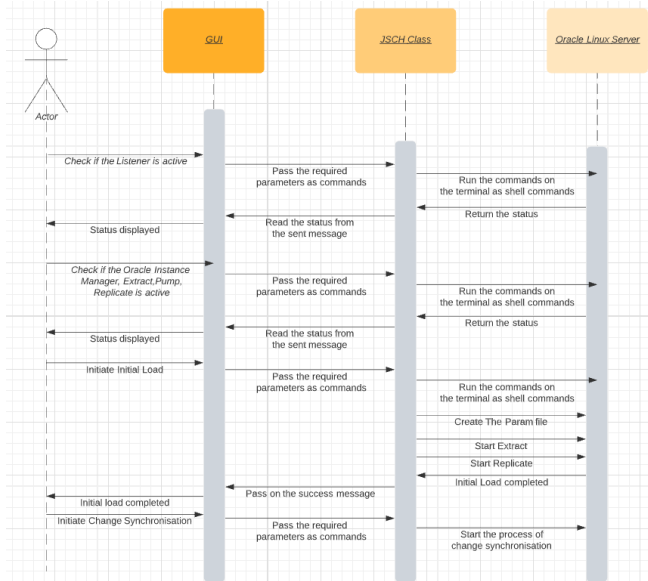 GUI
JSCH Class
Oracle Linux Server
Actor
Check if the Listener is active
Pass the required
parameters as commands
Run the commands on
the terminal as shell commands
Return the status
Read the status from
the sent message
Status displayed
Check if the Oracle Instance
Manager, Extract,Pump,
Replicate is active
Pass the required
parameters as commands
Run the commands on
the terminal as shell commands
Return the status
Read the status from
the sent message
Status displayed
Initiate Initial Load
Pass the required
parameters as commands
Run the commands on
the terminal as shell commands
Create The Param file
Start Extract
Start Replicate
Initial Load completed
Pass on the success message
Initial load completed
Initiate Change Synchronisation
Pass the required
parameters as commands
Start the process of
change synchronisation